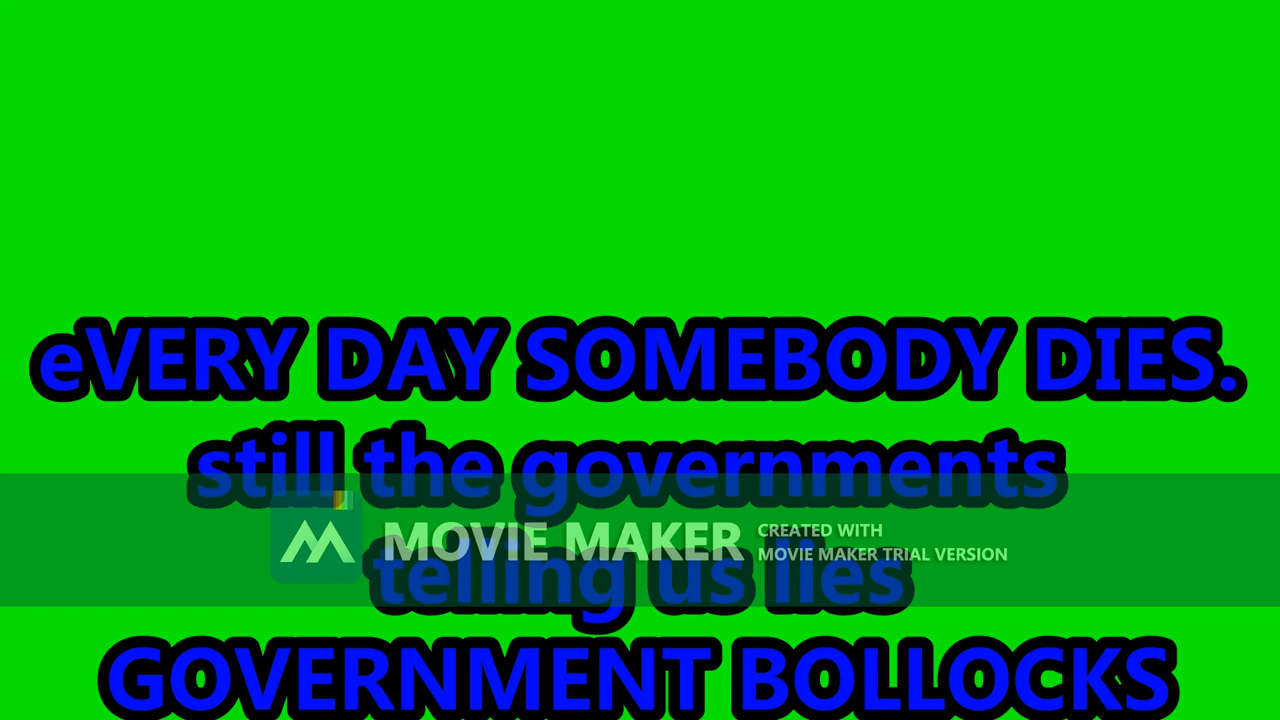 eVERY DAY SOMEBODY DIES.
still the governments
telling us lies
GOVERNMENT BOLLOCKS
MOVIE MAKER
CREATED WITH
MOVIE MAKER TRIAL VERSION